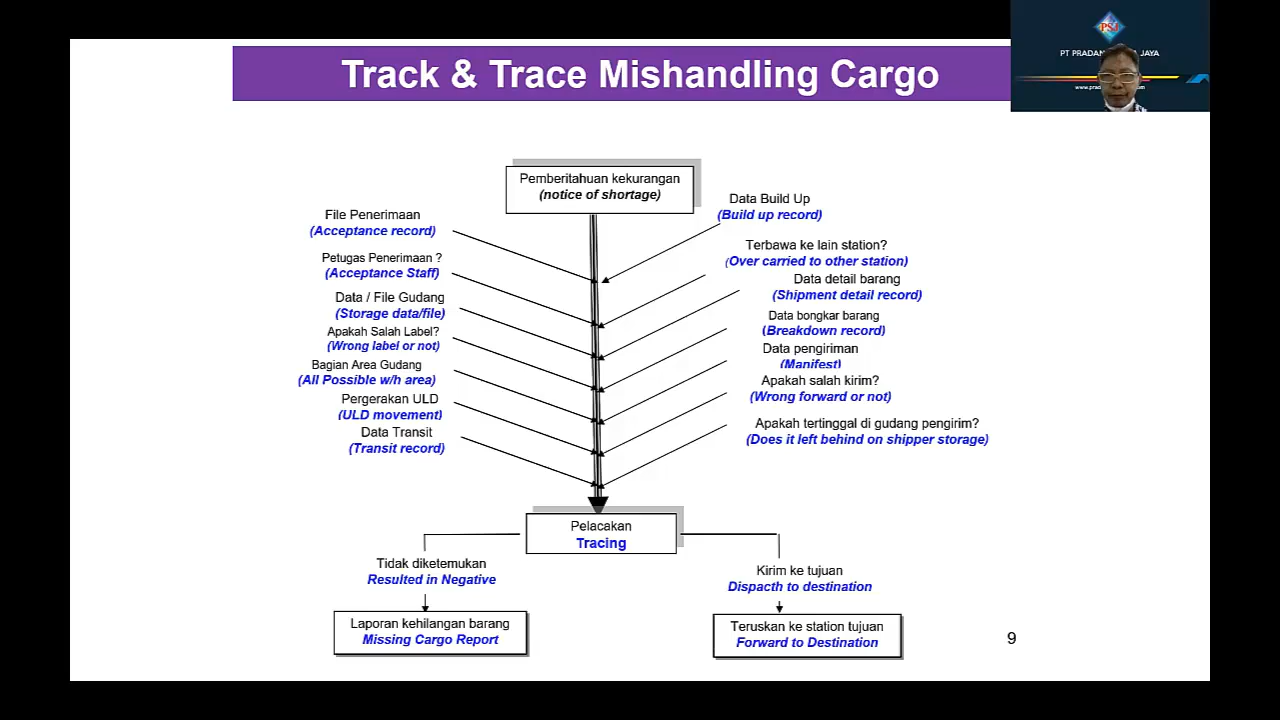 Track & Trace Mishandling Cargo
PSJ
JAYA
Pemberitahuan kekurangan
(notice of shortage)
File Penerimaan
(Acceptance record)
Petugas Penerimaan ?
(Acceptance Staff)
Data / File Gudang
(Storage data/file)
Apakah Salah Label?
(Wrong label or not)
Bagian Area Gudang
(All Possible w/h area)
Pergerakan ULD
(ULD movement)
Data Transit
(Transit record)
Data Build Up
(Build up record)
Terbawa ke lain station?
(Over carried to other station)
Data detail barang
(Shipment detail record)
Data bongkar barang
(Breakdown record)
Data pengiriman
(Manifest)
Apakah salah kirim?
(Wrong forward or not)
Apakah tertinggal di gudang pengirim?
(Does it left behind on shipper storage)
Pelacakan
Tracing
Tidak diketemukan
Resulted in Negative
Laporan kehilangan barang
Missing Cargo Report
Kirim ke tujuan
Dispacth to destination
Teruskan ke station tujuan
Forward to Destination
9